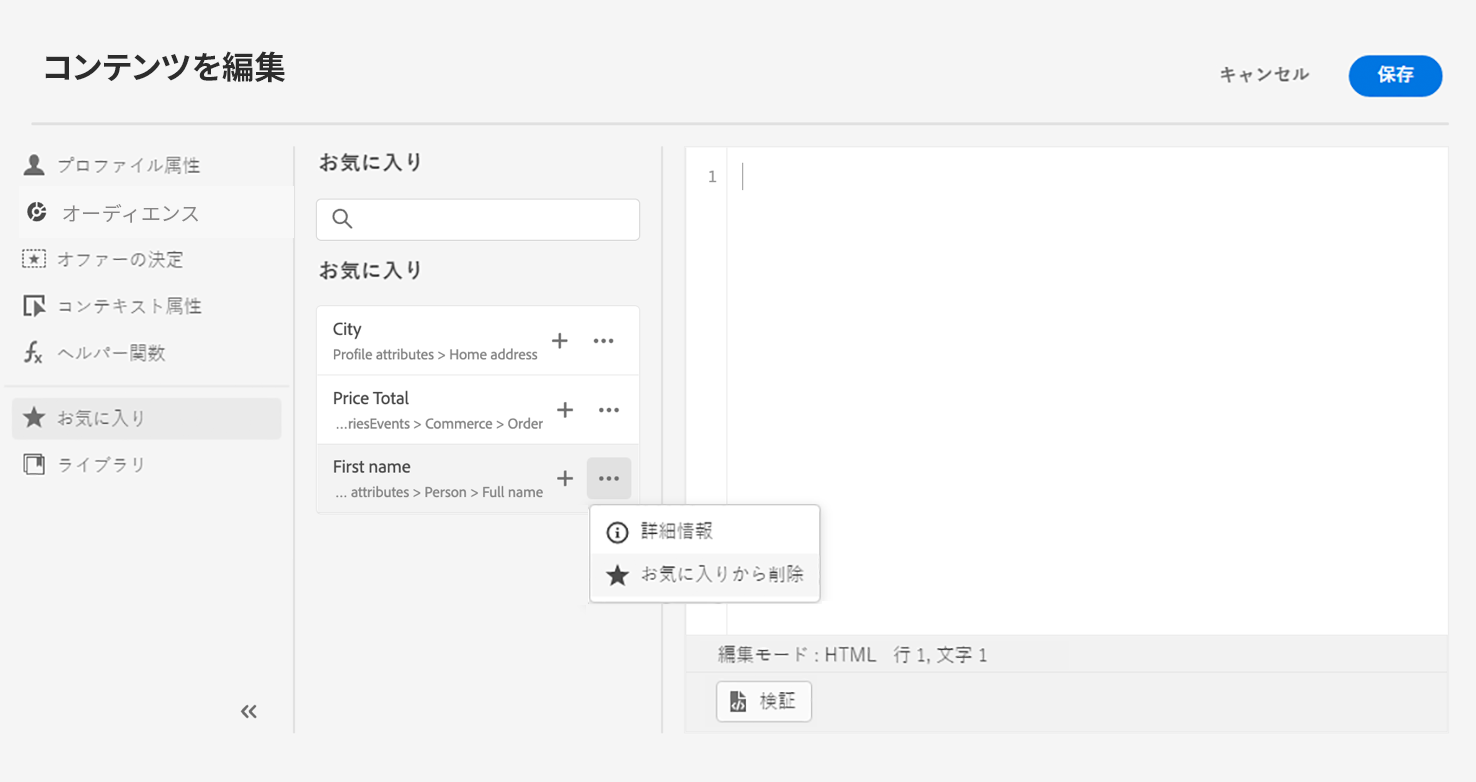 コンテンツを編集
キャンセル
保存
プロファイル属性
オーディエンス
オファーの決定
コンテキスト属性
ヘルパー関数
お気に入り
ライブラリ
お気に入り
お気に入り
City
Profile attributes > Home address
Price Total
...riesEvents > Commerce > Order
First name
... attributes > Person > Full name
詳細情報
お気に入りから削除
1
編集モード : HTML 行 1, 文字 1
検証